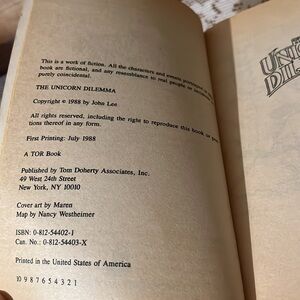 This is a work of fiction. All the characters and events portrayed in this
book are fictional, and any resemblance to real people or incidents is
purely coincidental.
THE UNICORN DILEMMA
Copyright © 1988 by John Lee
All rights reserved, including the right to reproduce this book or por-
tions thereof in any form.
First Printing: July 1988
A TOR Book
Published by Tom Doherty Associates, Inc.
49 West 24th Street
New York, NY 10010
Cover art by Maren
Map by Nancy Westheimer
ISBN: 0-812-54402-1
Can. No.: 0-812-54403-X
Printed in the United States of America
10 9 8 7 6 5 4 3 2 1